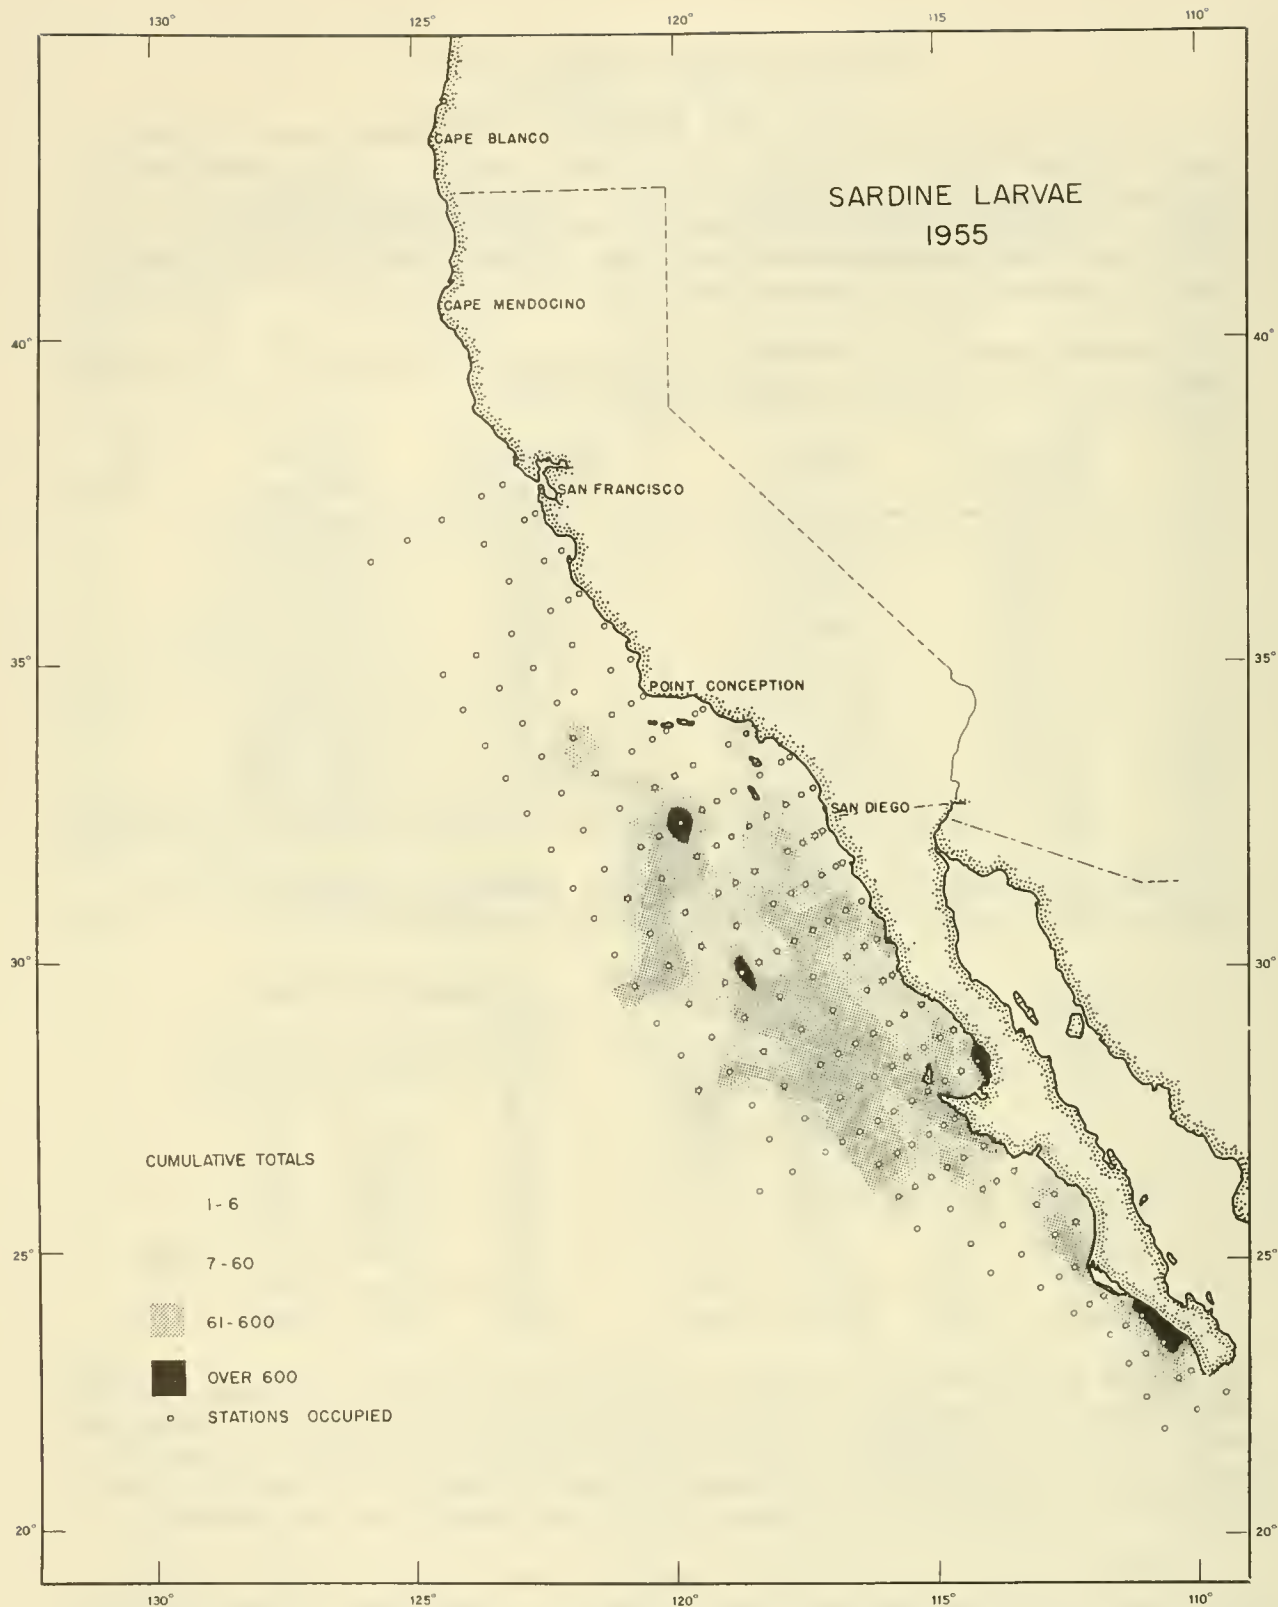 130° 125° 120° 115 110°
CAPE BLANCO
SARDINE LARVAE
1955
CAPE MENDOCINO
40° 40°
SAN FRANCISCO
35° 35°
POINT CONCEPTION
SAN DIEGO
30° 30°
CUMULATIVE TOTALS
1-6
25° 25°
7-60
61-600
OVER 600
STATIONS OCCUPIED
20° 20°
130° 125° 120° 115° 110°